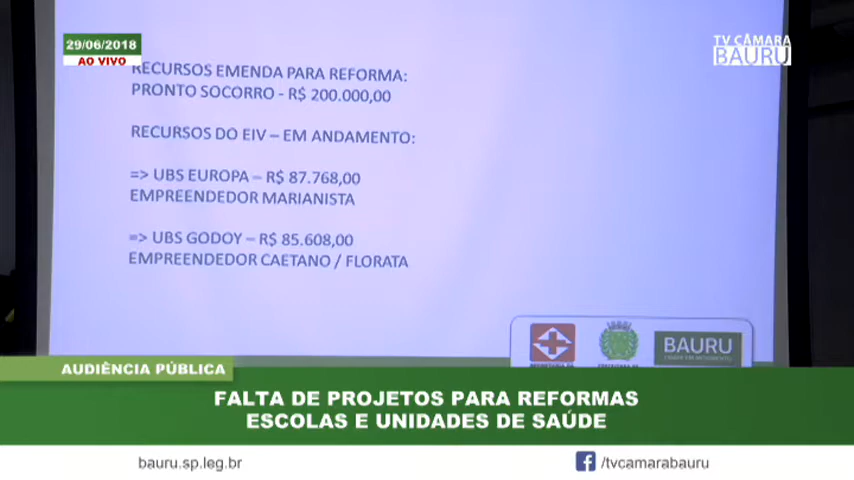 29/06/2018
AO VIVO
TV CÂMARA
BAURU
RECURSOS EMENDA PARA REFORMA:
PRONTO SOCORRO - R$ 200.000,00
RECURSOS DO EIV – EM ANDAMENTO:
=> UBS EUROPA – R$ 87.768,00
EMPREENDEDOR MARIANISTA
=> UBS GODOY – R$ 85.608,00
EMPREENDEDOR CAETANO / FLORATA
BAURU
AUDIÊNCIA PÚBLICA
FALTA DE PROJETOS PARA REFORMAS
ESCOLAS E UNIDADES DE SAÚDE
bauru.sp.leg.br
/tvcamarabauru